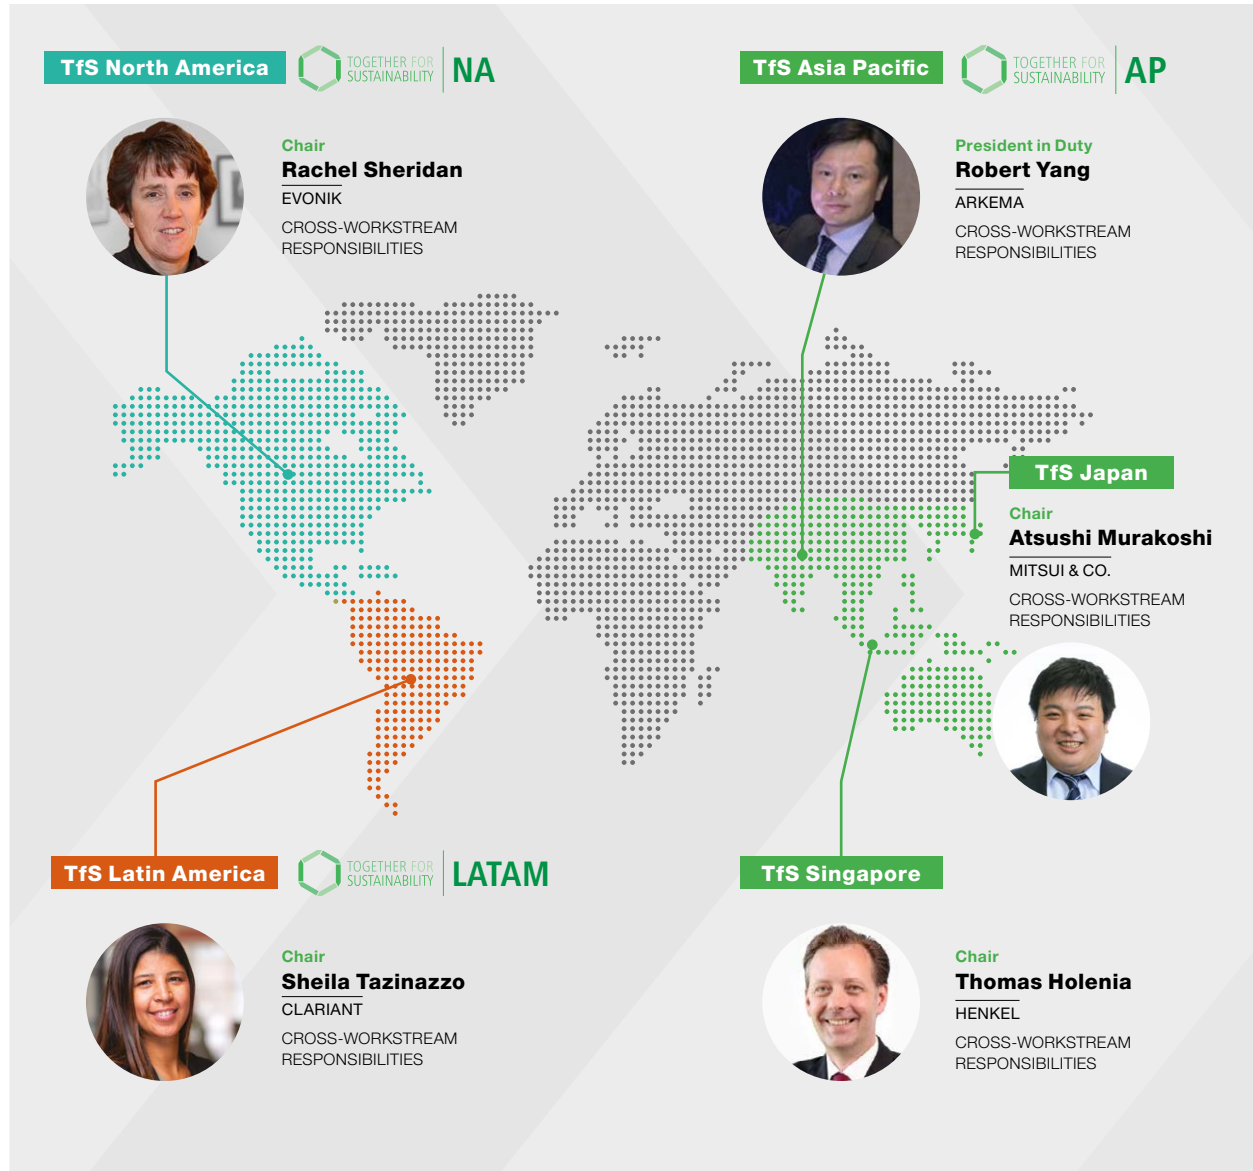 TfS North America
TOGETHER FOR
SUSTAINABILITY
NA
Chair
Rachel Sheridan
EVONIK
CROSS-WORKSTREAM
RESPONSIBILITIES
TfS Asia Pacific
TOGETHER FOR
SUSTAINABILITY
AP
President in Duty
Robert Yang
ARKEMA
CROSS-WORKSTREAM
RESPONSIBILITIES
TfS Japan
Chair
Atsushi Murakoshi
MITSUI & CO.
CROSS-WORKSTREAM
RESPONSIBILITIES
TfS Latin America
TOGETHER FOR
SUSTAINABILITY
LATAM
Chair
Sheila Tazinazzo
CLARIANT
CROSS-WORKSTREAM
RESPONSIBILITIES
TfS Singapore
Chair
Thomas Holenia
HENKEL
CROSS-WORKSTREAM
RESPONSIBILITIES